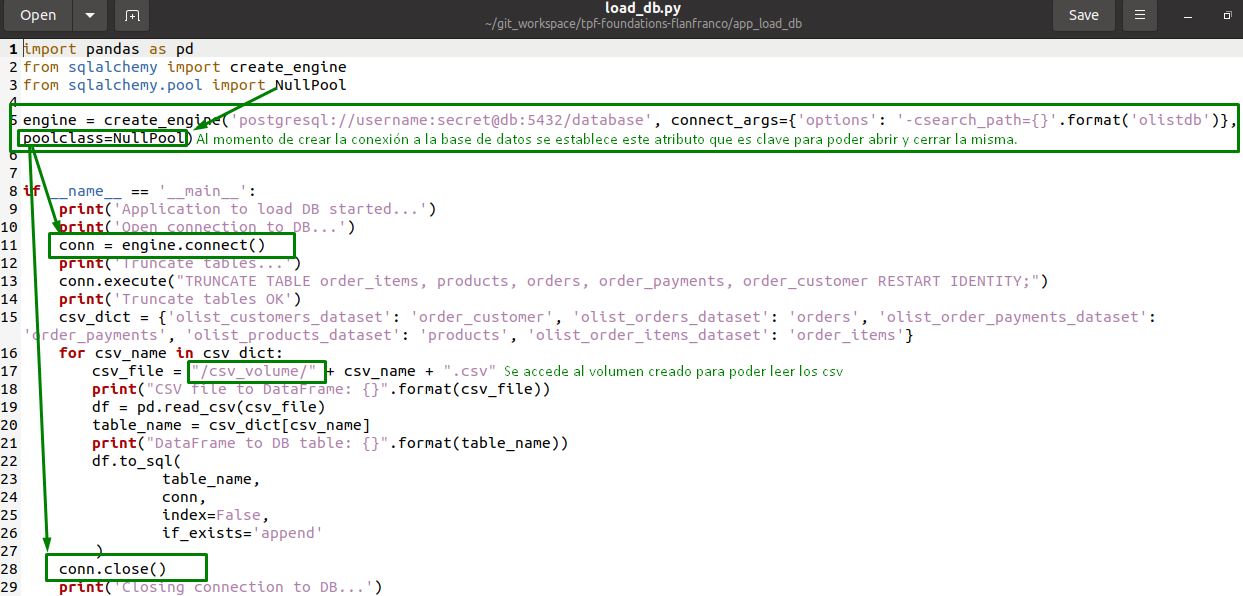 Open
load_db.py
~/git_workspace/tpf-foundations-flanfranco/app_load_db
Save
1 import pandas as pd
2 from sqlalchemy import create_engine
3 from sqlalchemy.pool import NullPool
4
5 engine = create_engine('postgresql://username:secret@db:5432/database', connect_args={'options': '-csearch_path={}'.format('olistdb')},
poolclass=NullPool) Al momento de crear la conexión a la base de datos se establece este atributo que es clave para poder abrir y cerrar la misma.
6
7
8 if __name__ == '__main__':
9     print('Application to load DB started...')
10     print('Open connection to DB...')
11     conn = engine.connect()
12     print('Truncate tables...')
13     conn.execute("TRUNCATE TABLE order_items, products, orders, order_payments, order_customer RESTART IDENTITY;")
14     print('Truncate tables OK')
15     csv_dict = {'olist_customers_dataset': 'order_customer', 'olist_orders_dataset': 'orders', 'olist_order_payments_dataset':
'order_payments', 'olist_products_dataset': 'products', 'olist_order_items_dataset': 'order_items'}
16     for csv_name in csv_dict:
17         csv_file = "/csv_volume/" + csv_name + ".csv" Se accede al volumen creado para poder leer los csv
18         print("CSV file to DataFrame: {}".format(csv_file))
19         df = pd.read_csv(csv_file)
20         table_name = csv_dict[csv_name]
21         print("DataFrame to DB table: {}".format(table_name))
22         df.to_sql(
23                 table_name,
24                 conn,
25                 index=False,
26                 if_exists='append'
27         )
28     conn.close()
29     print('Closing connection to DB...')